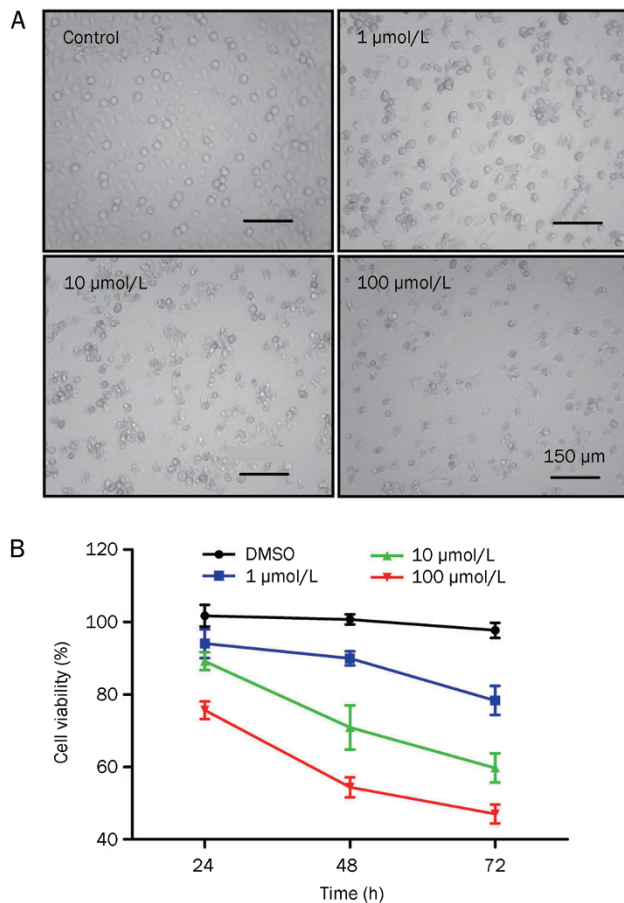 A
Control
1 µmol/L
10 µmol/L
100 µmol/L
150 µm
B
DMSO
10 µmol/L
1 µmol/L
100 µmol/L
120
100
80
60
40
Cell viability (%)
24
48
72
Time (h)